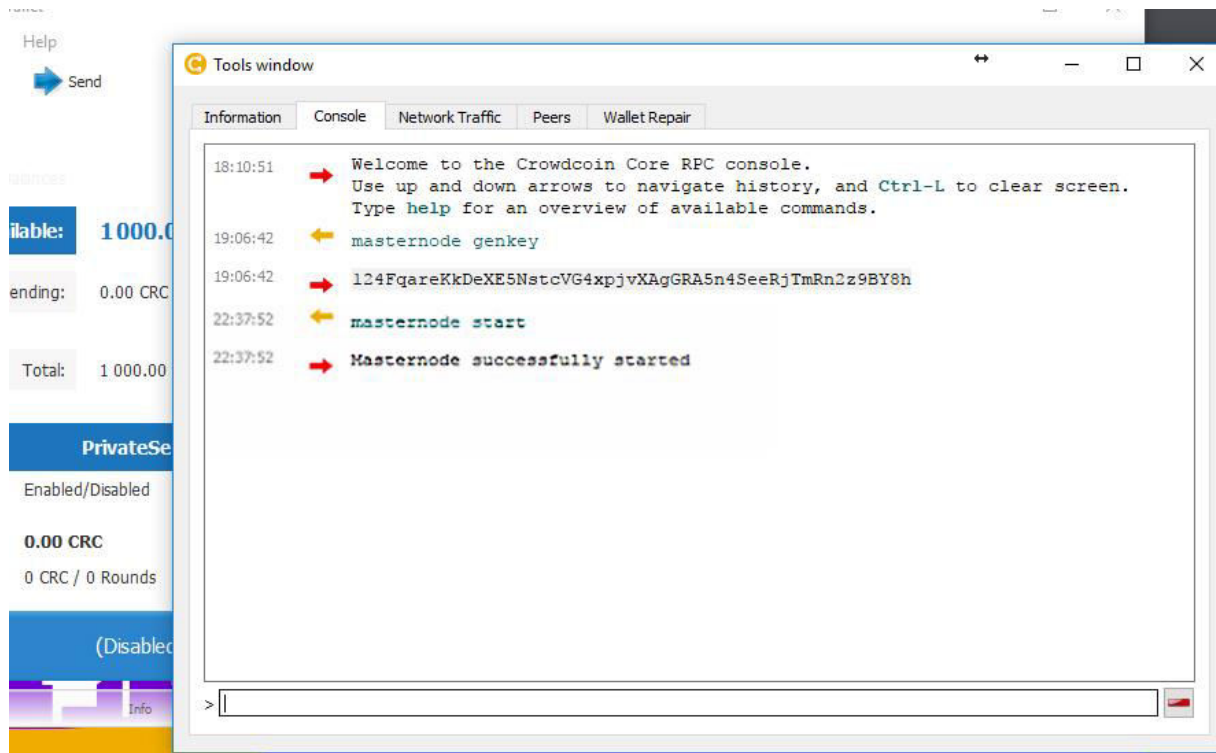 Help
Send
Tools window
Information Console Network Traffic Peers Wallet Repair
18:10:51 Welcome to the Crowdcoin Core RPC console.
Use up and down arrows to navigate history, and Ctrl-L to clear screen.
Type help for an overview of available commands.
19:06:42 masternode genkey
19:06:42 124FqareKkDeXE5NstcVG4xpjvXAgGRA5n4SeeRjTmRn2z9BY8h
22:37:52 masternode start
22:37:52 Masternode successfully started
ilable: 1 000.0
ending: 0.00 CRC
Total: 1 000.00
PrivateSe
Enabled/Disabled
0.00 CRC
0 CRC / 0 Rounds
(Disabled
Info
>